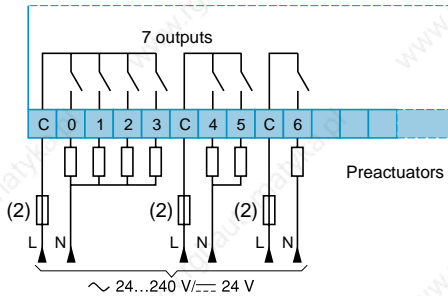 7 outputs
C 0 1 2 3 C 4 5 C 6
Preactuators
(2) (2) (2)
L N L N L N
~ 24...240 V/⎓ 24 V